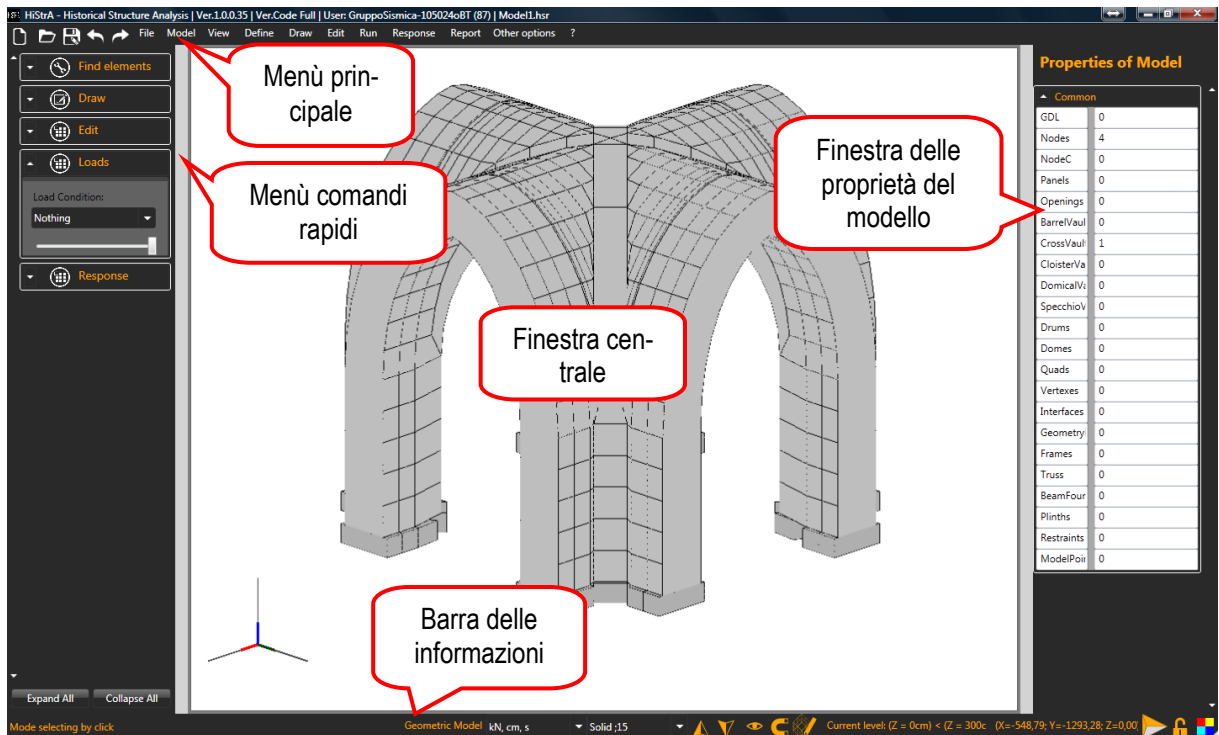 HiStrA - Historical Structure Analysis | Ver.1.0.0.35 | Ver.Code Full | User: GruppoSismica-105024oBT (87) | Model1.hsr
File Model View Define Draw Edit Run Response Report Other options ?
Find elements
Draw
Edit
Loads
Load Condition:
Nothing
Response
Expand All Collapse All
Menù prin-
cipale
Menù comandi
rapidi
Finestra cen-
trale
Finestra delle
proprietà del
modello
Barra delle
informazioni
Properties of Model
Common
GDL 0
Nodes 4
NodeC 0
Panels 0
Openings 0
BarrelVaul 0
CrossVault 1
CloisterVa 0
DomicalVa 0
SpecchioV 0
Drums 0
Domes 0
Quads 0
Vertexes 0
Interfaces 0
Geometry 0
Frames 0
Truss 0
BeamFour 0
Plinths 0
Restraints 0
ModelPoir 0
Mode selecting by click Geometric Model kN, cm, s Solid ;15 Current level: (Z = 0cm) < (Z = 300c (X=-548,79; Y=-1293,28; Z=0,00